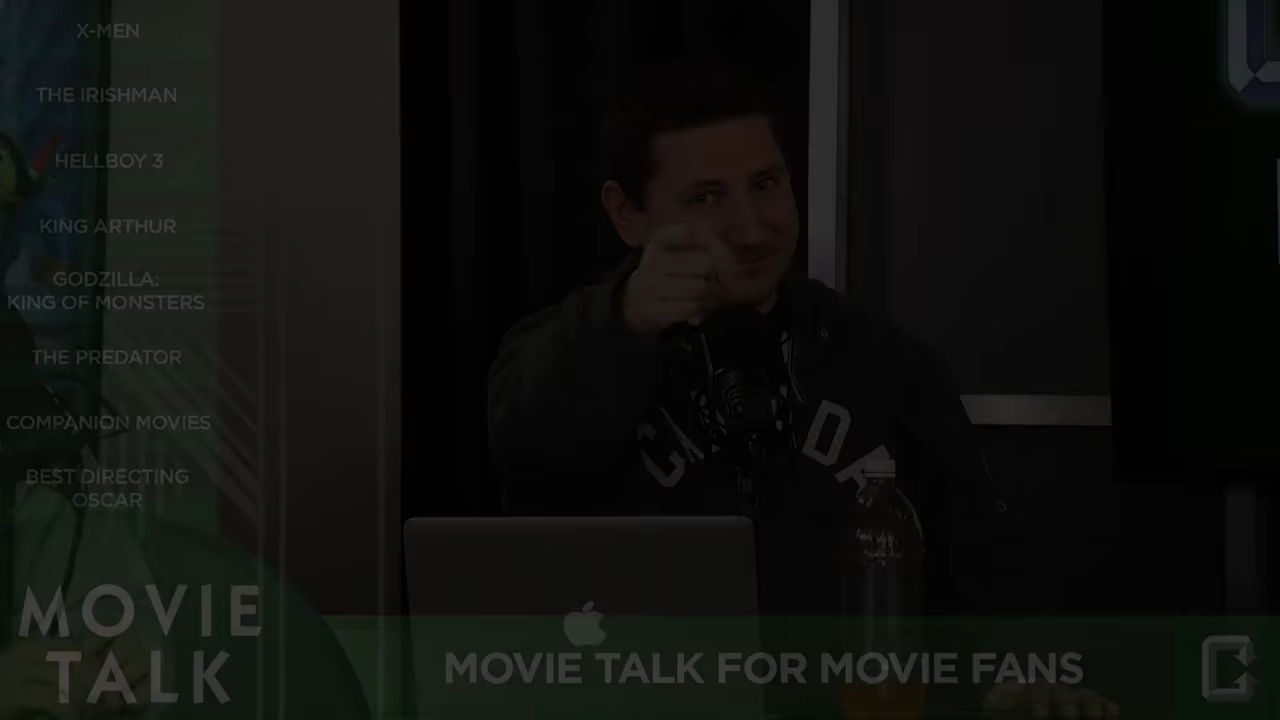 X-MEN
THE IRISHMAN
HELLBOY 3
KING ARTHUR
GODZILLA:
KING OF MONSTERS
THE PREDATOR
COMPANION MOVIES
BEST DIRECTING
OSCAR
MOVIE
TALK
MOVIE TALK FOR MOVIE FANS